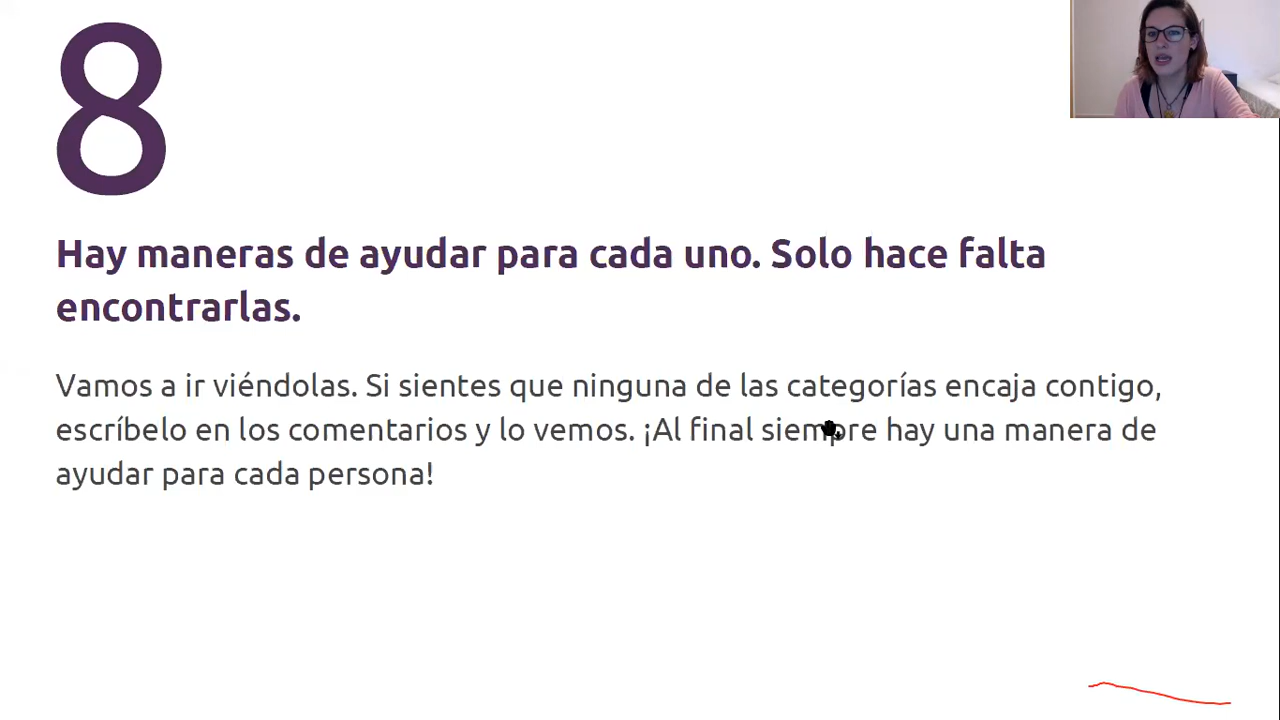 8
Hay maneras de ayudar para cada uno. Solo hace falta
encontrarlas.
Vamos a ir viéndolas. Si sientes que ninguna de las categorías encaja contigo,
escríbelo en los comentarios y lo vemos. ¡Al final siempre hay una manera de
ayudar para cada persona!